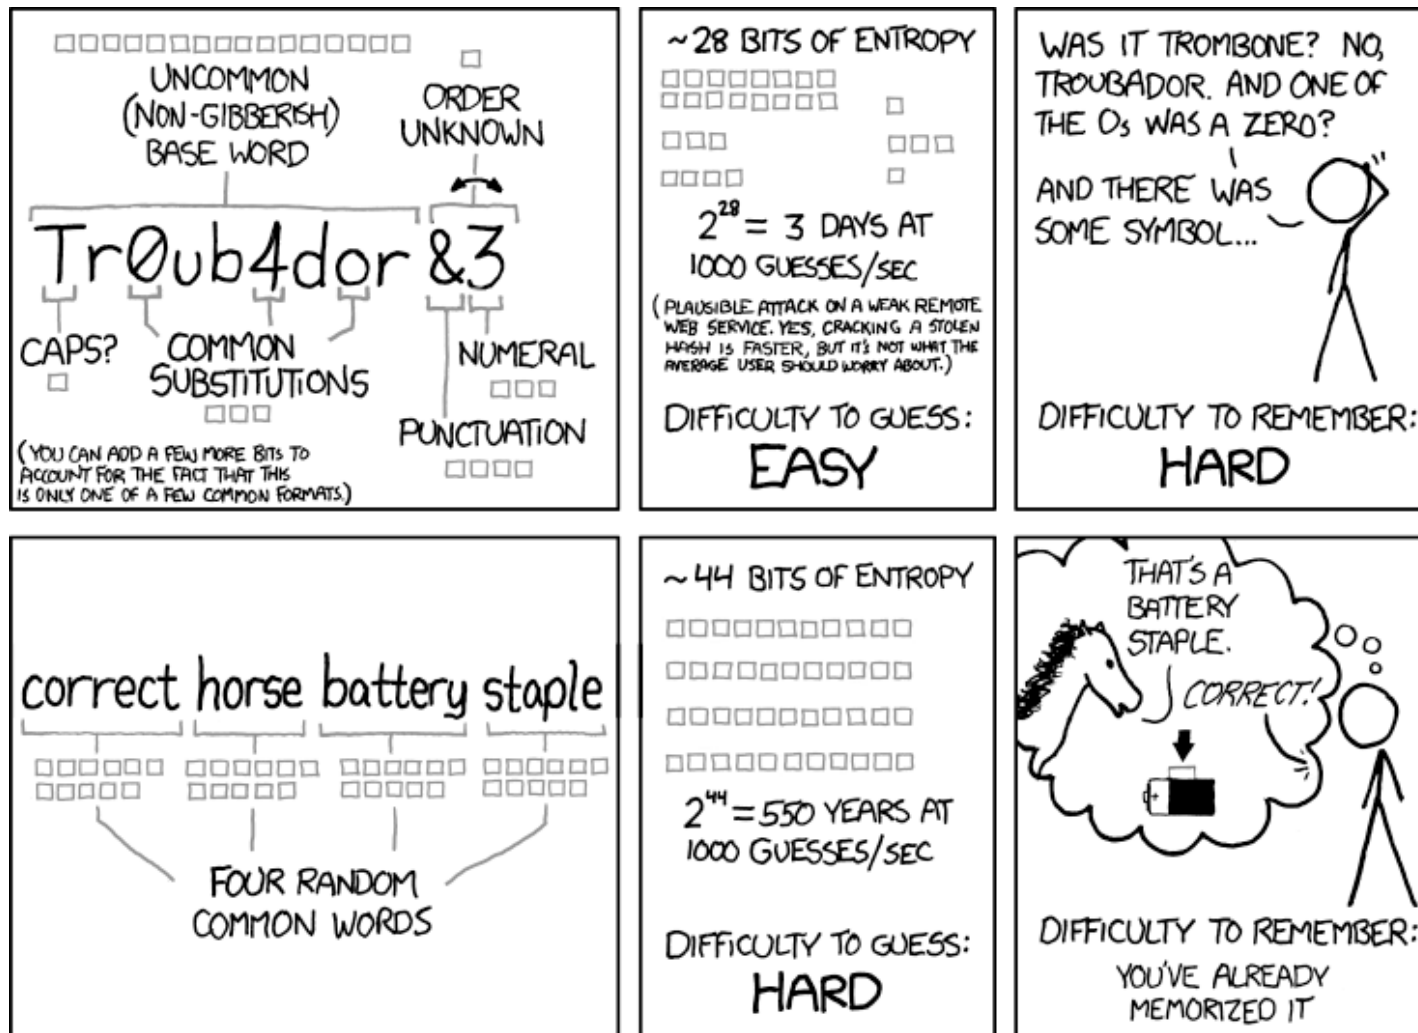 UNCOMMON
(NON-GIBBERISH)
BASE WORD
ORDER
UNKNOWN
Tr0ub4dor &3
CAPS?
COMMON
SUBSTITUTIONS
NUMERAL
PUNCTUATION
(YOU CAN ADD A FEW MORE BITS TO
ACCOUNT FOR THE FACT THAT THIS
IS ONLY ONE OF A FEW COMMON FORMATS.)
~28 BITS OF ENTROPY
2^28 = 3 DAYS AT
1000 GUESSES/SEC
(PLAUSIBLE ATTACK ON A WEAK REMOTE
WEB SERVICE. YES, CRACKING A STOLEN
HASH IS FASTER, BUT IT'S NOT WHAT THE
AVERAGE USER SHOULD WORRY ABOUT.)
DIFFICULTY TO GUESS:
EASY
WAS IT TROMBONE? NO,
TROUBADOR. AND ONE OF
THE Os WAS A ZERO?
AND THERE WAS
SOME SYMBOL...
DIFFICULTY TO REMEMBER:
HARD
correct horse battery staple
FOUR RANDOM
COMMON WORDS
~44 BITS OF ENTROPY
2^44 = 550 YEARS AT
1000 GUESSES/SEC
DIFFICULTY TO GUESS:
HARD
THAT'S A
BATTERY
STAPLE.
CORRECT!
+
DIFFICULTY TO REMEMBER:
YOU'VE ALREADY
MEMORIZED IT